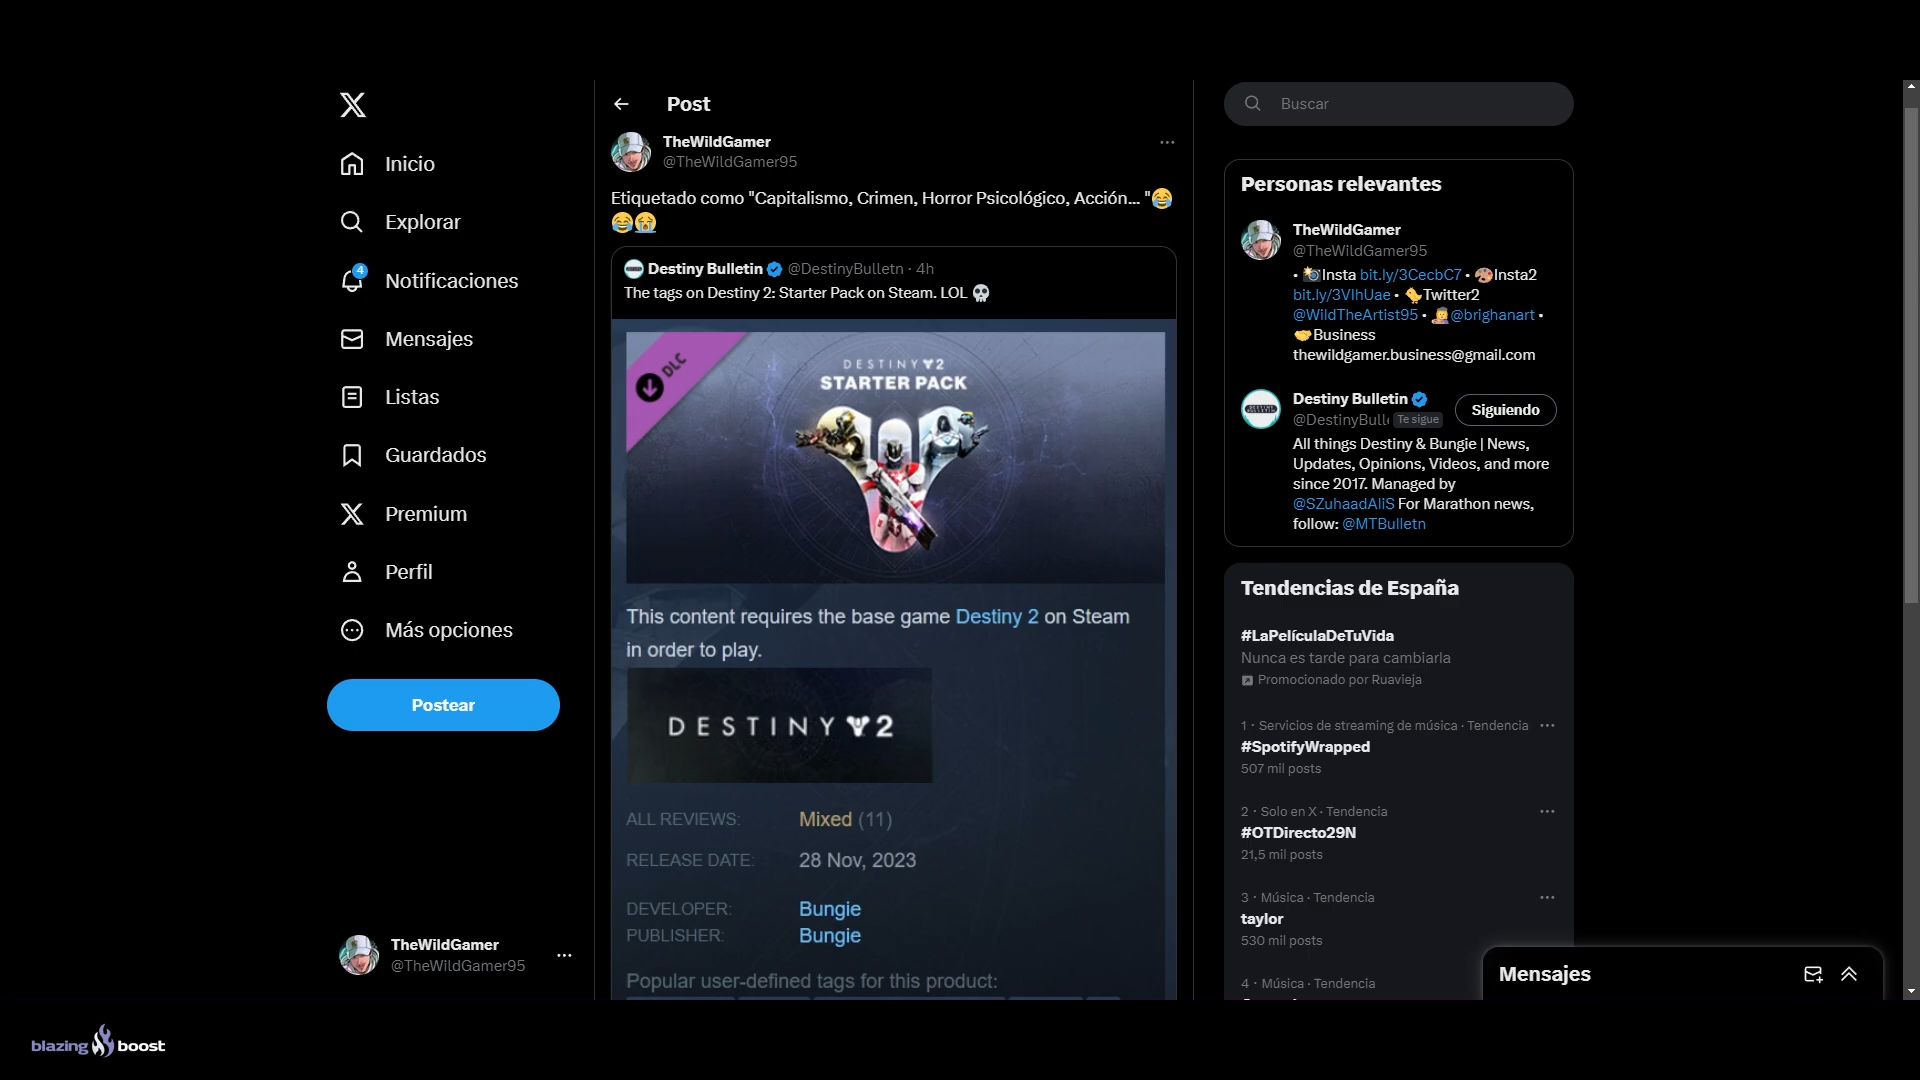 Inicio
Explorar
4
Notificaciones
Mensajes
Listas
Guardados
Premium
Perfil
Más opciones
Postear
TheWildGamer
@TheWildGamer95
Post
TheWildGamer
@TheWildGamer95
Etiquetado como "Capitalismo, Crimen, Horror Psicológico, Acción... "😂
😂😭
Destiny Bulletin @DestinyBulletn · 4h
The tags on Destiny 2: Starter Pack on Steam. LOL 💀
DLC
DESTINY 2
STARTER PACK
This content requires the base game Destiny 2 on Steam
in order to play.
DESTINY 2
ALL REVIEWS: Mixed (11)
RELEASE DATE: 28 Nov, 2023
DEVELOPER: Bungie
PUBLISHER: Bungie
Popular user-defined tags for this product:
Buscar
Personas relevantes
TheWildGamer
@TheWildGamer95
• 📸Insta bit.ly/3CecbC7 • 🎨Insta2
bit.ly/3VIhUae • 🐤Twitter2
@WildTheArtist95 • 👩‍🎨@brighanart •
🤝Business
thewildgamer.business@gmail.com
Destiny Bulletin
@DestinyBull Te sigue
Siguiendo
All things Destiny & Bungie | News,
Updates, Opinions, Videos, and more
since 2017. Managed by
@SZuhaadAliS For Marathon news,
follow: @MTBulletn
Tendencias de España
#LaPelículaDeTuVida
Nunca es tarde para cambiarla
Promocionado por Ruavieja
1 · Servicios de streaming de música · Tendencia
#SpotifyWrapped
507 mil posts
2 · Solo en X · Tendencia
#OTDirecto29N
21,5 mil posts
3 · Música · Tendencia
taylor
530 mil posts
4 · Música · Tendencia
Mensajes
blazing boost